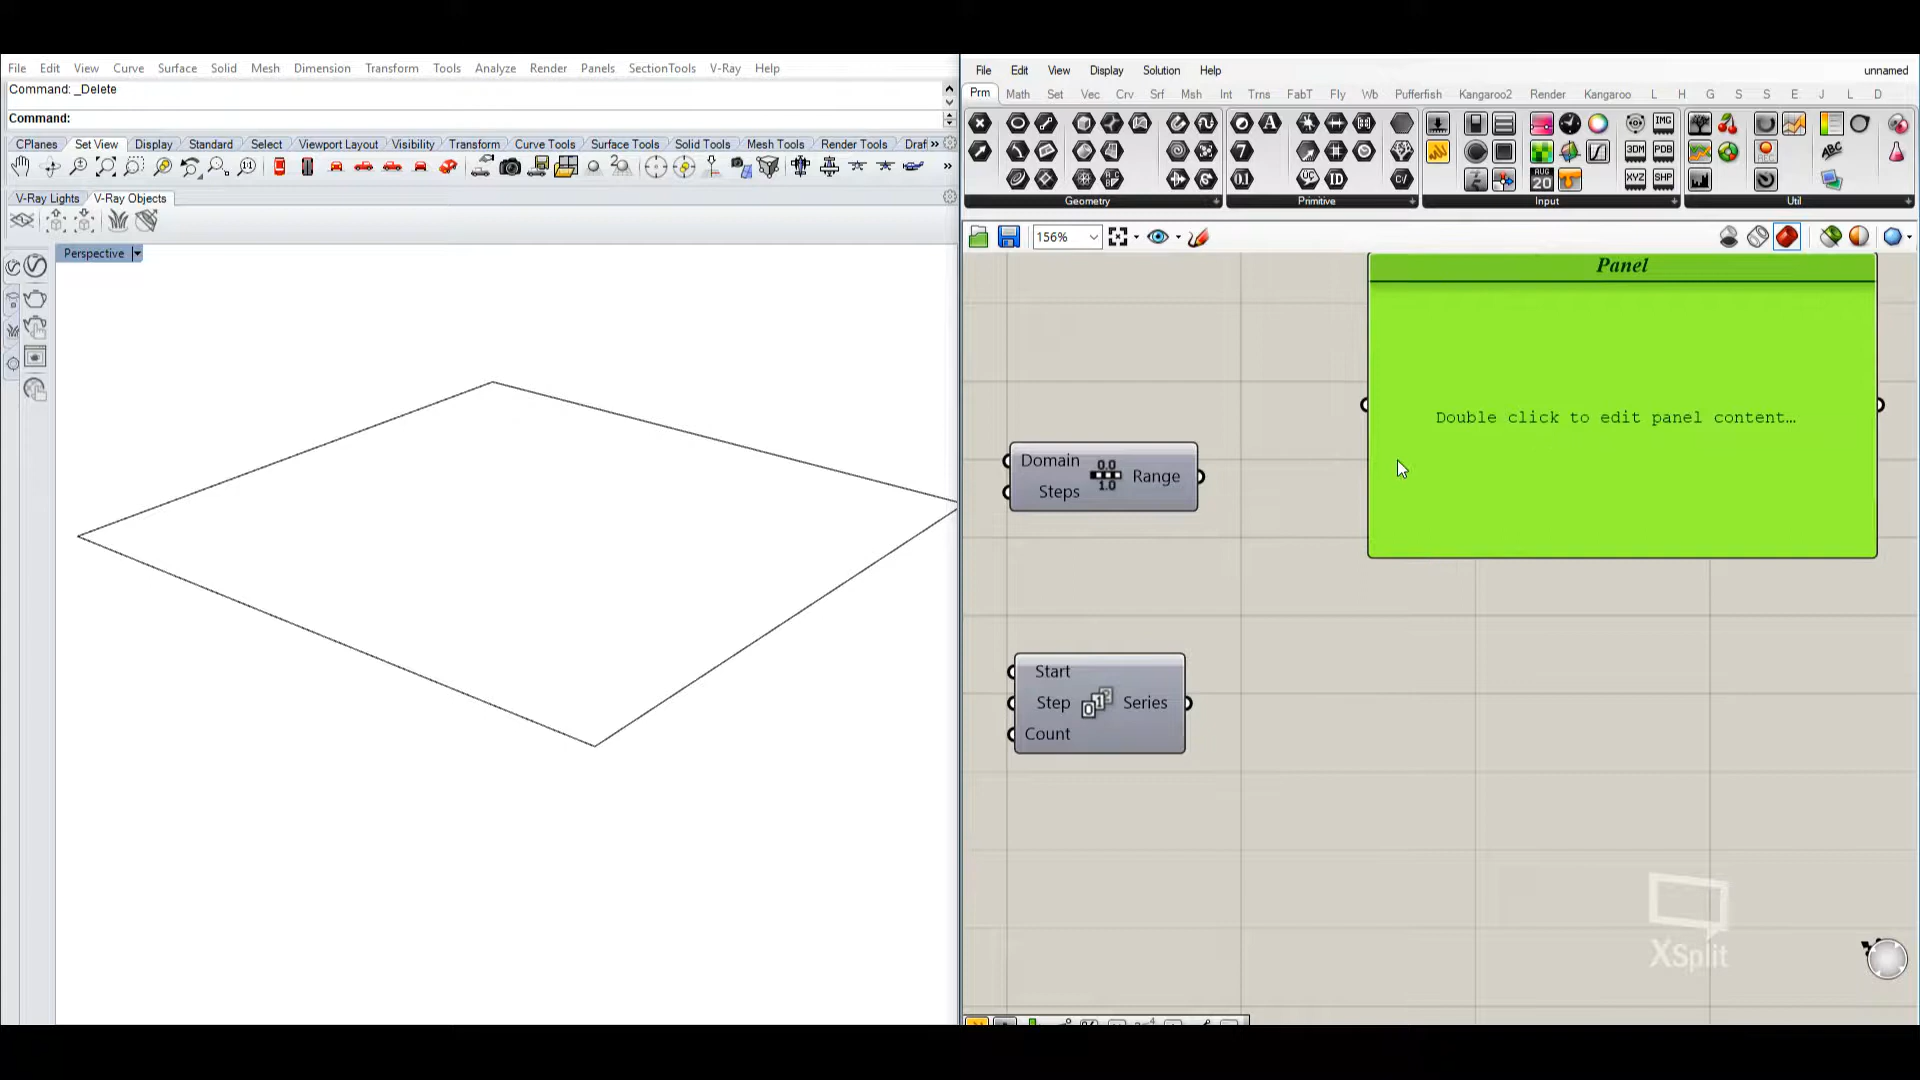 File Edit View Curve Surface Solid Mesh Dimension Transform Tools Analyze Render Panels SectionTools V-Ray Help
Command: _Delete
Command:
CPlanes Set View Display Standard Select Viewport Layout Visibility Transform Curve Tools Surface Tools Solid Tools Mesh Tools Render Tools Draf
V-Ray Lights V-Ray Objects
Perspective
File Edit View Display Solution Help unnamed
Prm Math Set Vec Crv Srf Msh Int Trns FabT Fly Wb Pufferfish Kangaroo2 Render Kangaroo L H G S S E J L D
Geometry Primitive Input Util
156%
Panel
Double click to edit panel content…
Domain
Steps
0.0
1.0
Range
Start
Step
Count
Series
XSplit